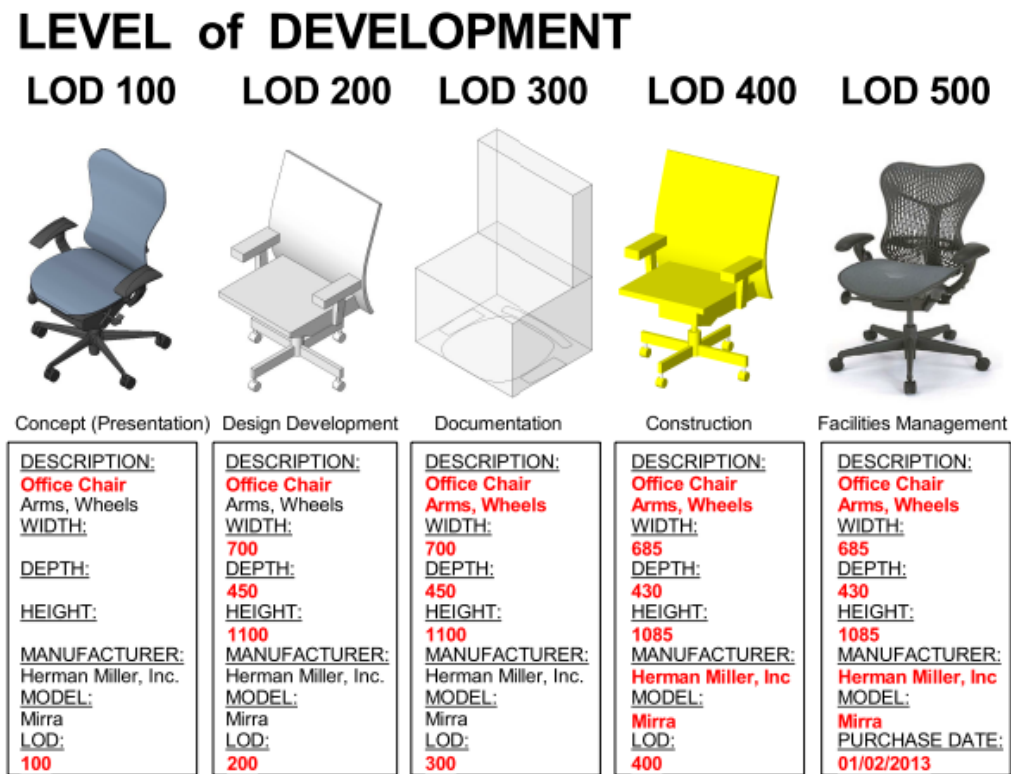 LEVEL of DEVELOPMENT
LOD 100
LOD 200
LOD 300
LOD 400
LOD 500
Concept (Presentation)
Design Development
Documentation
Construction
Facilities Management
DESCRIPTION:
Office Chair
Arms, Wheels
WIDTH:
DEPTH:
HEIGHT:
MANUFACTURER:
Herman Miller, Inc.
MODEL:
Mirra
LOD:
100
DESCRIPTION:
Office Chair
Arms, Wheels
WIDTH:
700
DEPTH:
450
HEIGHT:
1100
MANUFACTURER:
Herman Miller, Inc.
MODEL:
Mirra
LOD:
200
DESCRIPTION:
Office Chair
Arms, Wheels
WIDTH:
700
DEPTH:
450
HEIGHT:
1100
MANUFACTURER:
Herman Miller, Inc.
MODEL:
Mirra
LOD:
300
DESCRIPTION:
Office Chair
Arms, Wheels
WIDTH:
685
DEPTH:
430
HEIGHT:
1085
MANUFACTURER:
Herman Miller, Inc
MODEL:
Mirra
LOD:
400
DESCRIPTION:
Office Chair
Arms, Wheels
WIDTH:
685
DEPTH:
430
HEIGHT:
1085
MANUFACTURER:
Herman Miller, Inc
MODEL:
Mirra
PURCHASE DATE:
01/02/2013